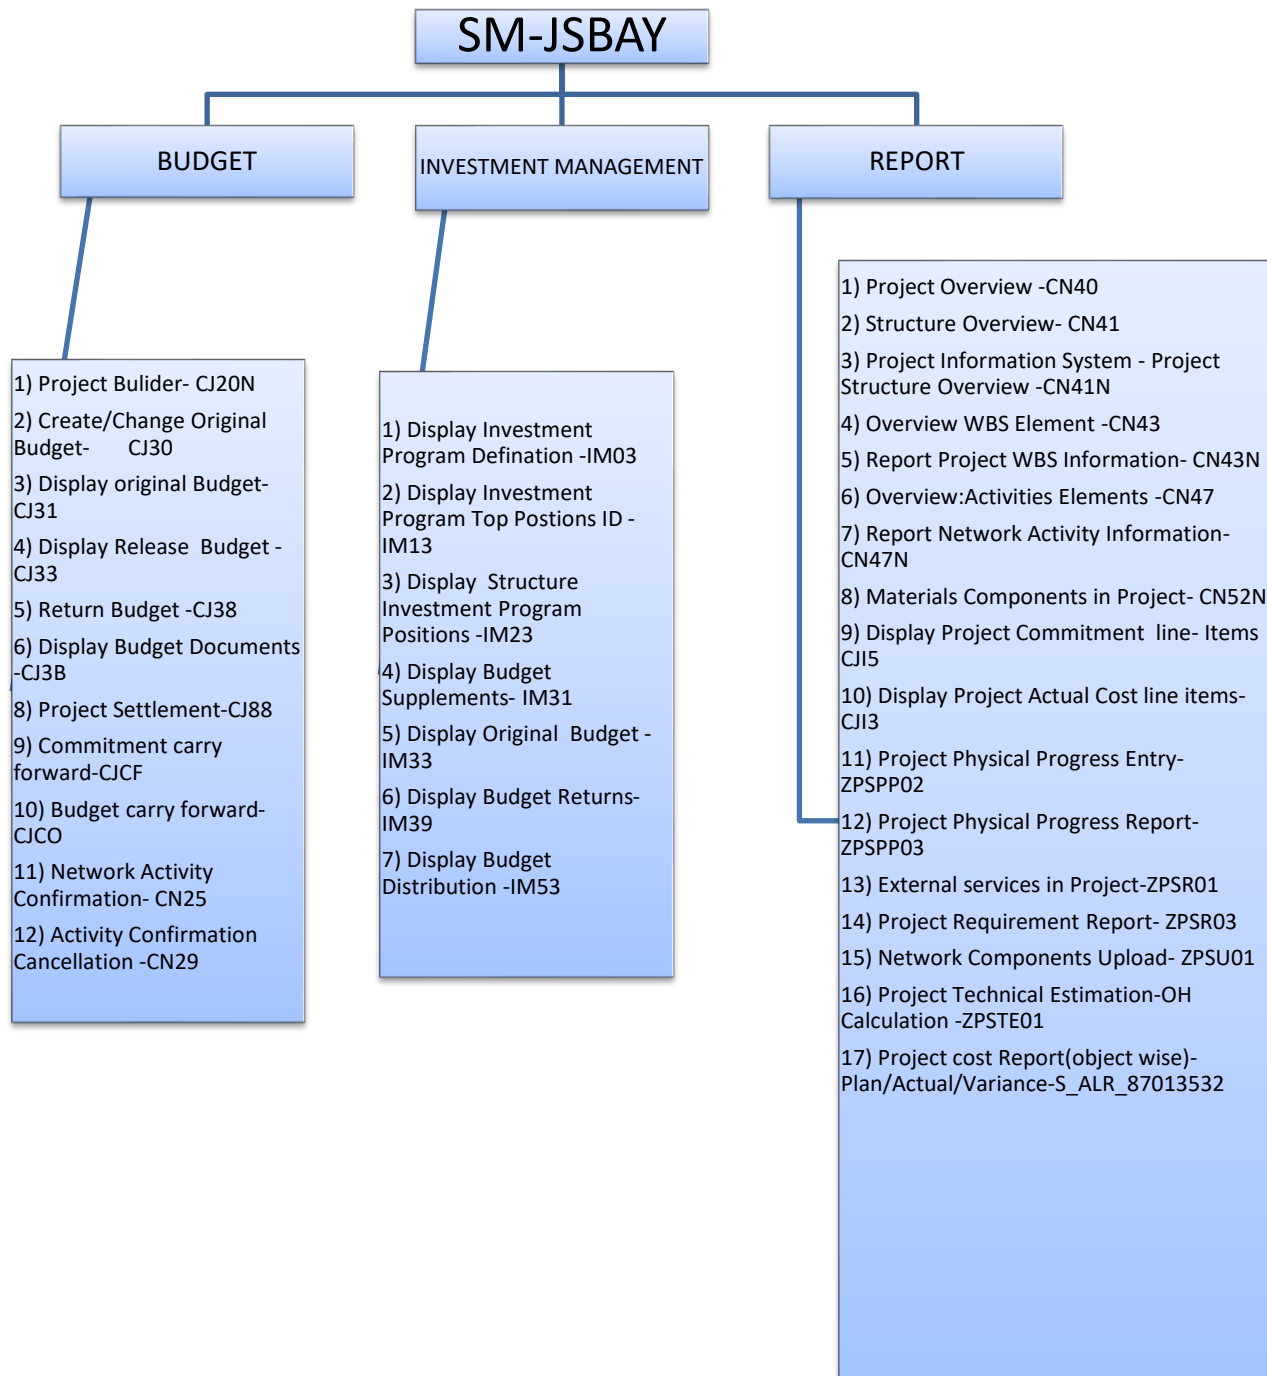 SM-JSBAY
BUDGET
INVESTMENT MANAGEMENT
REPORT
1) Project Bulider- CJ20N
2) Create/Change Original
Budget- CJ30
3) Display original Budget-
CJ31
4) Display Release Budget -
CJ33
5) Return Budget -CJ38
6) Display Budget Documents
-CJ3B
8) Project Settlement-CJ88
9) Commitment carry
forward-CJCF
10) Budget carry forward-
CJCO
11) Network Activity
Confirmation- CN25
12) Activity Confirmation
Cancellation -CN29
1) Display Investment
Program Defination -IM03
2) Display Investment
Program Top Postions ID -
IM13
3) Display Structure
Investment Program
Positions -IM23
4) Display Budget
Supplements- IM31
5) Display Original Budget -
IM33
6) Display Budget Returns-
IM39
7) Display Budget
Distribution -IM53
1) Project Overview -CN40
2) Structure Overview- CN41
3) Project Information System - Project
Structure Overview -CN41N
4) Overview WBS Element -CN43
5) Report Project WBS Information- CN43N
6) Overview:Activities Elements -CN47
7) Report Network Activity Information-
CN47N
8) Materials Components in Project- CN52N
9) Display Project Commitment line- Items
CJI5
10) Display Project Actual Cost line items-
CJI3
11) Project Physical Progress Entry-
ZPSPP02
12) Project Physical Progress Report-
ZPSPP03
13) External services in Project-ZPSR01
14) Project Requirement Report- ZPSR03
15) Network Components Upload- ZPSU01
16) Project Technical Estimation-OH
Calculation -ZPSTE01
17) Project cost Report(object wise)-
Plan/Actual/Variance-S_ALR_87013532